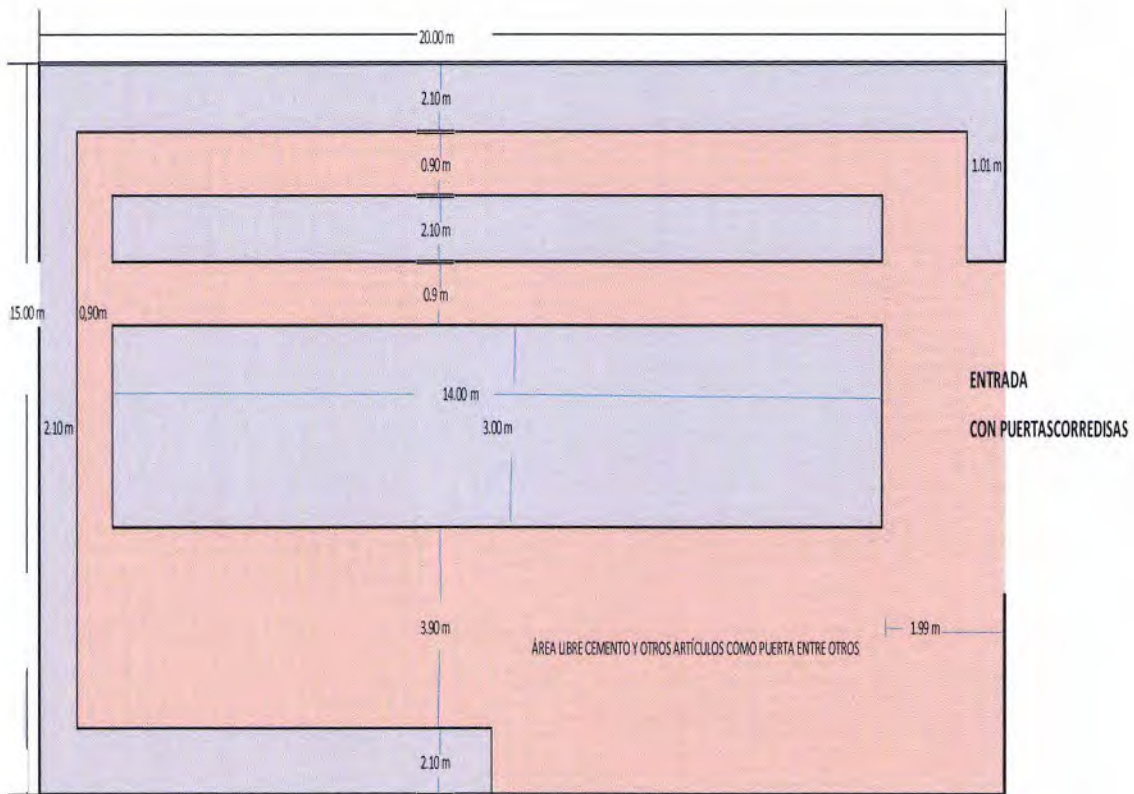 20.00 m
2.10 m
0.90 m
1.01 m
2.10 m
0.9 m
15.00 m
0,90m
14.00 m
ENTRADA
2.10 m
3.00 m
CON PUERTASCORREDISAS
3.90 m
1.99 m
ÁREA LIBRE CEMENTO Y OTROS ARTÍCULOS COMO PUERTA ENTRE OTROS
2.10 m